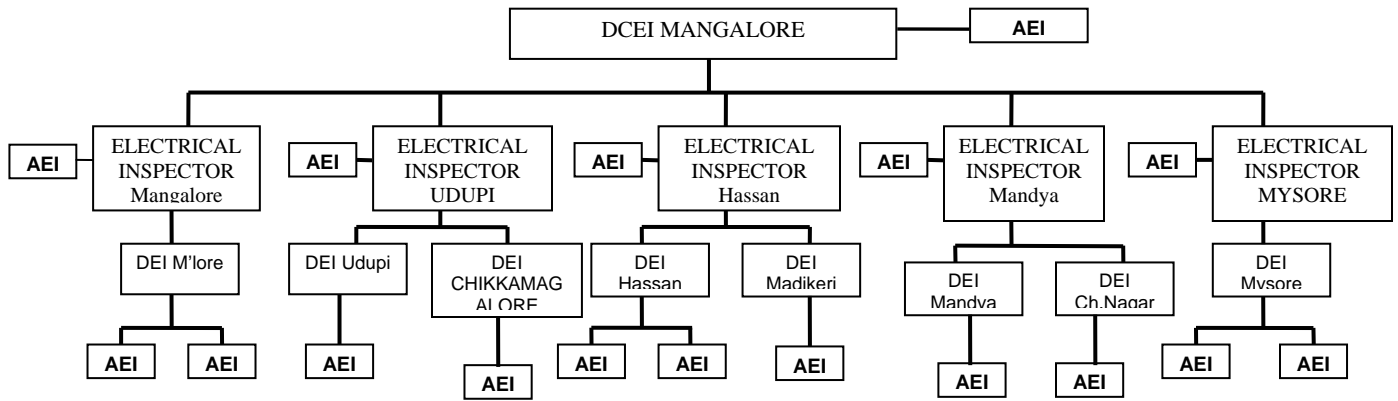 DCEI MANGALORE
AEI
AEI
ELECTRICAL
INSPECTOR
Mangalore
AEI
ELECTRICAL
INSPECTOR
UDUPI
AEI
ELECTRICAL
INSPECTOR
Hassan
AEI
ELECTRICAL
INSPECTOR
Mandya
AEI
ELECTRICAL
INSPECTOR
MYSORE
DEI M'lore
DEI Udupi
DEI
CHIKKAMAG
ALORE
DEI
Hassan
DEI
Madikeri
DEI
Mandya
DEI
Ch.Nagar
DEI
Mysore
AEI
AEI
AEI
AEI
AEI
AEI
AEI
AEI
AEI
AEI
AEI